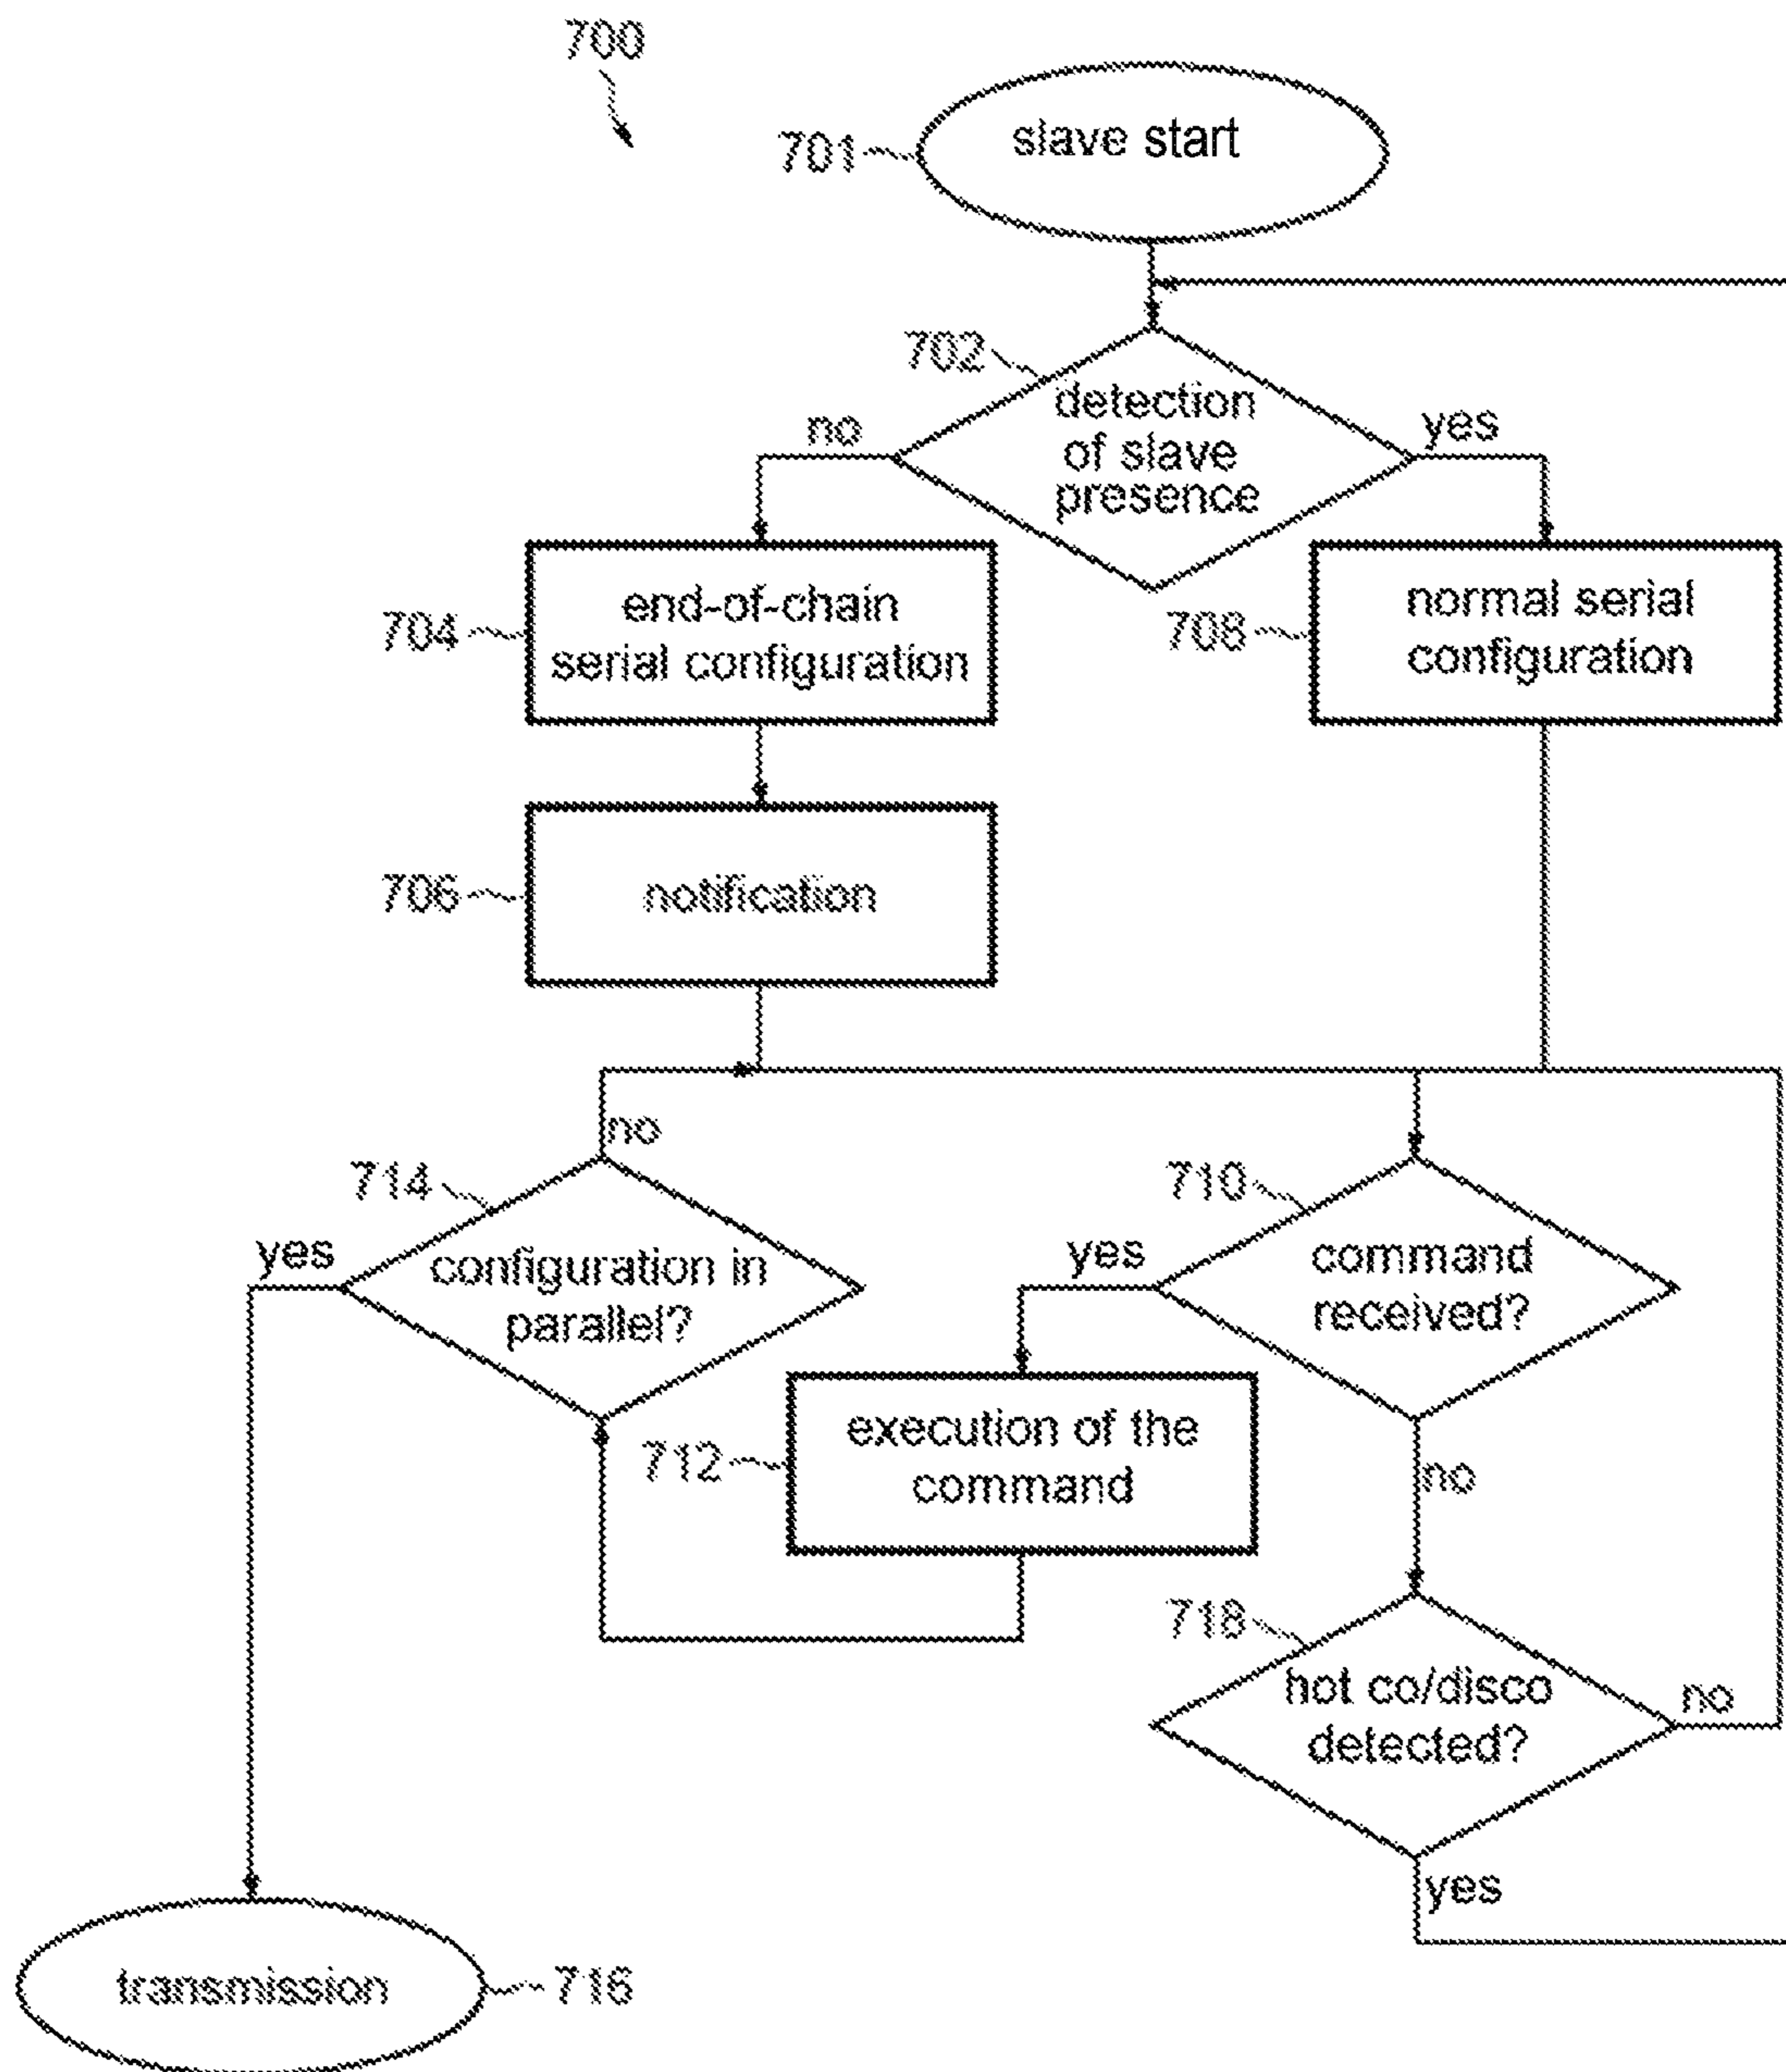 700
slave start
701
702
detection
of slave
presence
no
yes
end-of-chain
serial configuration
704
normal serial
configuration
708
notification
706
no
714
710
yes
configuration in
parallel?
yes
command
received?
execution of the
command
712
no
718
hot co/disco
detected?
no
yes
transmission
716